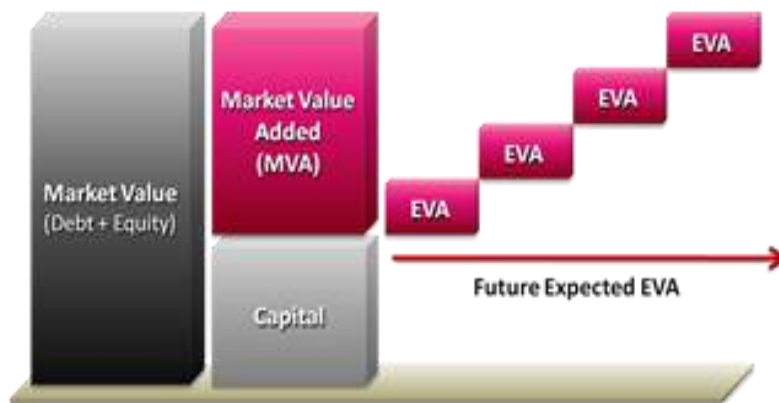 Market Value
(Debt + Equity)
Market Value
Added
(MVA)
Capital
EVA
EVA
EVA
EVA
Future Expected EVA